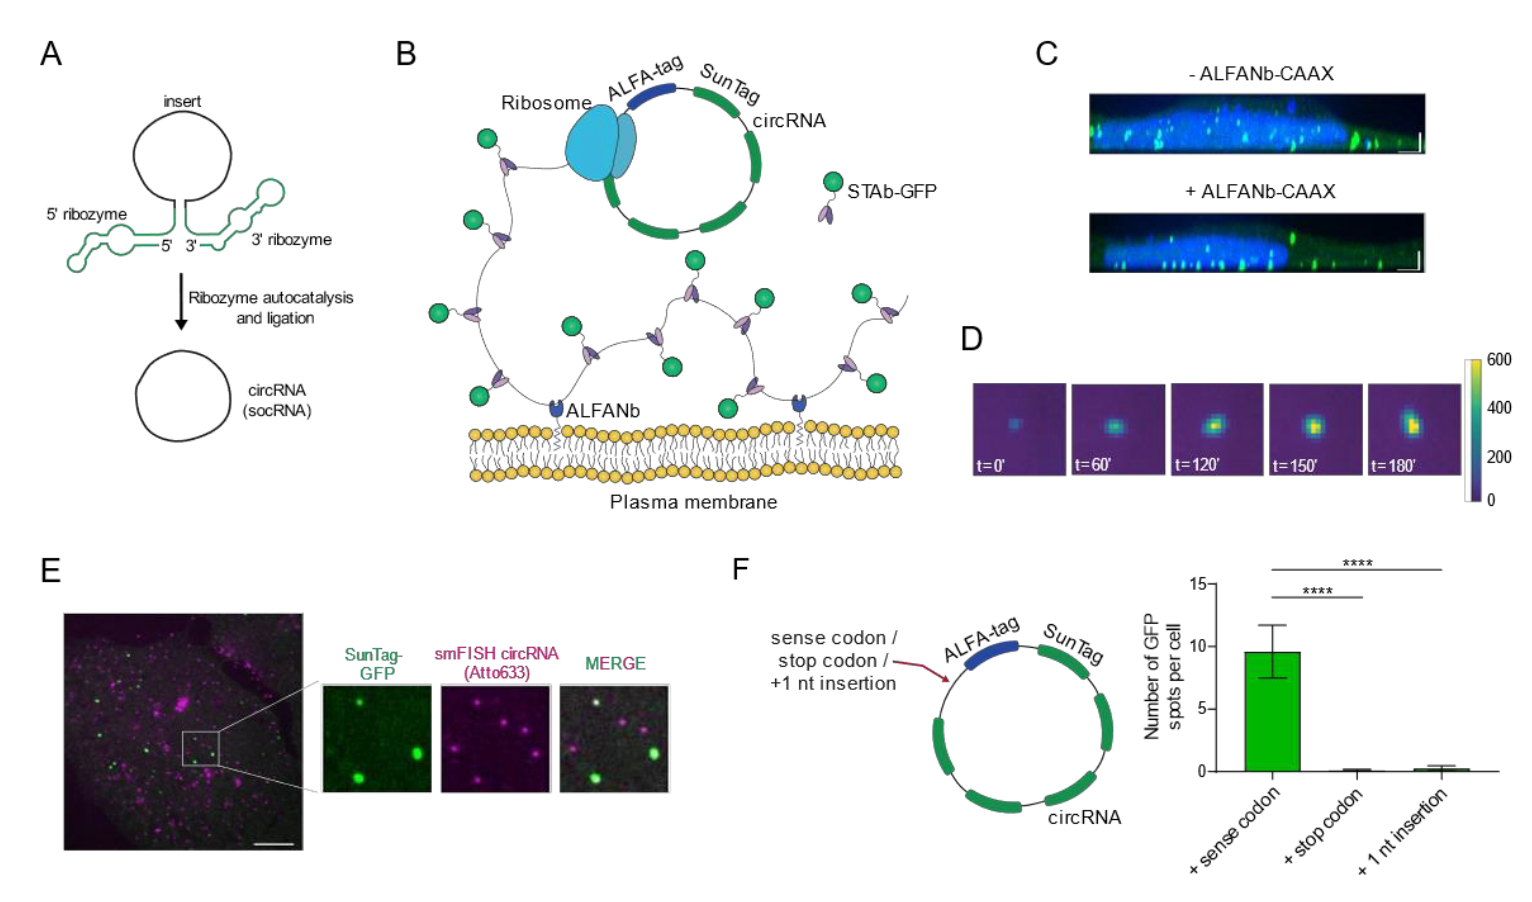 A
insert
5' ribozyme
5'
3'
3' ribozyme
Ribozyme autocatalysis
and ligation
circRNA
(socRNA)
B
Ribosome
ALFA-tag
SunTag
circRNA
STAb-GFP
ALFANb
Plasma membrane
C
- ALFANb-CAAX
+ ALFANb-CAAX
D
t=0'
t=60'
t=120'
t=150'
t=180'
600
400
200
0
E
SunTag-
GFP
smFISH circRNA
(Atto633)
MERGE
F
sense codon /
stop codon /
+1 nt insertion
ALFA-tag
SunTag
circRNA
Number of GFP
spots per cell
15
10
5
0
****
****
+ sense codon
+ stop codon
+ 1 nt insertion